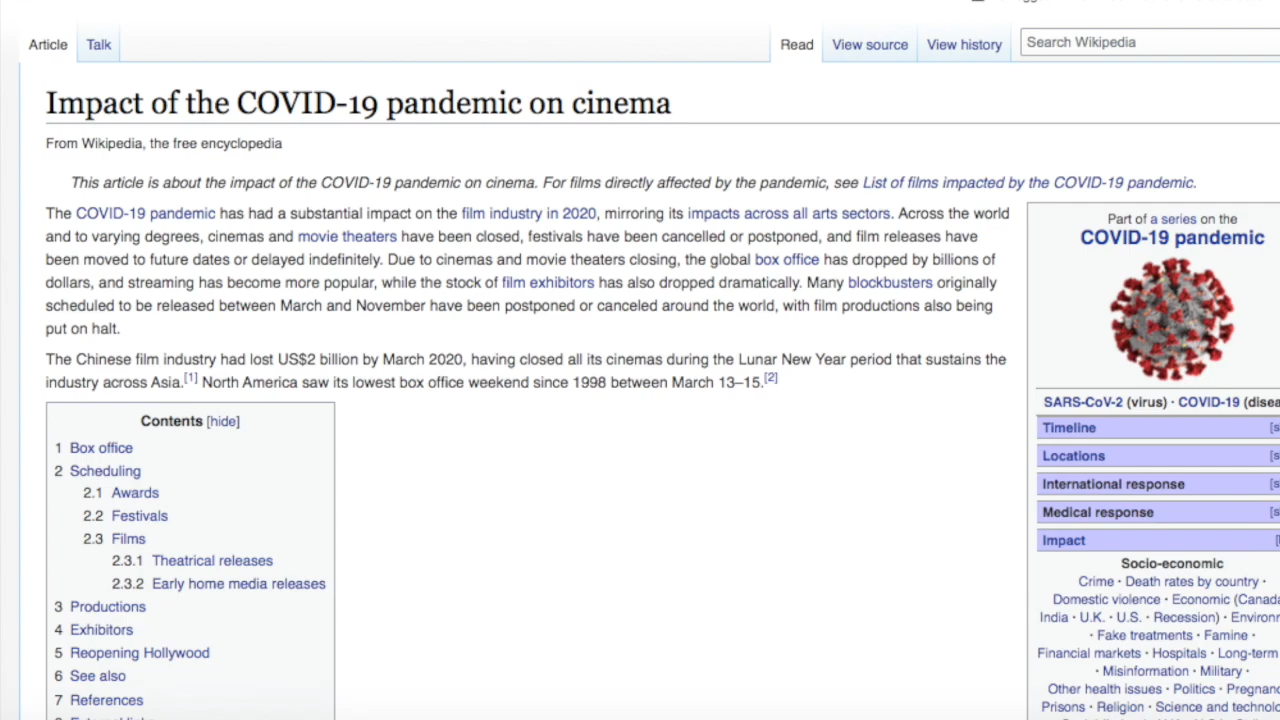 Article
Talk
Read
View source
View history
Search Wikipedia
Impact of the COVID-19 pandemic on cinema
From Wikipedia, the free encyclopedia
This article is about the impact of the COVID-19 pandemic on cinema. For films directly affected by the pandemic, see List of films impacted by the COVID-19 pandemic.
The COVID-19 pandemic has had a substantial impact on the film industry in 2020, mirroring its impacts across all arts sectors. Across the world
and to varying degrees, cinemas and movie theaters have been closed, festivals have been cancelled or postponed, and film releases have
been moved to future dates or delayed indefinitely. Due to cinemas and movie theaters closing, the global box office has dropped by billions of
dollars, and streaming has become more popular, while the stock of film exhibitors has also dropped dramatically. Many blockbusters originally
scheduled to be released between March and November have been postponed or canceled around the world, with film productions also being
put on halt.
The Chinese film industry had lost US$2 billion by March 2020, having closed all its cinemas during the Lunar New Year period that sustains the
industry across Asia.[1] North America saw its lowest box office weekend since 1998 between March 13–15.[2]
Contents [hide]
1 Box office
2 Scheduling
2.1 Awards
2.2 Festivals
2.3 Films
2.3.1 Theatrical releases
2.3.2 Early home media releases
3 Productions
4 Exhibitors
5 Reopening Hollywood
6 See also
7 References
Part of a series on the
COVID-19 pandemic
SARS-CoV-2 (virus) · COVID-19 (disea
Timeline [s
Locations [s
International response [s
Medical response [s
Impact [
Socio-economic
Crime · Death rates by country ·
Domestic violence · Economic (Canada
India · U.K. · U.S. · Recession) · Environ
· Fake treatments · Famine ·
Financial markets · Hospitals · Long-term
· Misinformation · Military ·
Other health issues · Politics · Pregnanc
Prisons · Religion · Science and technolo